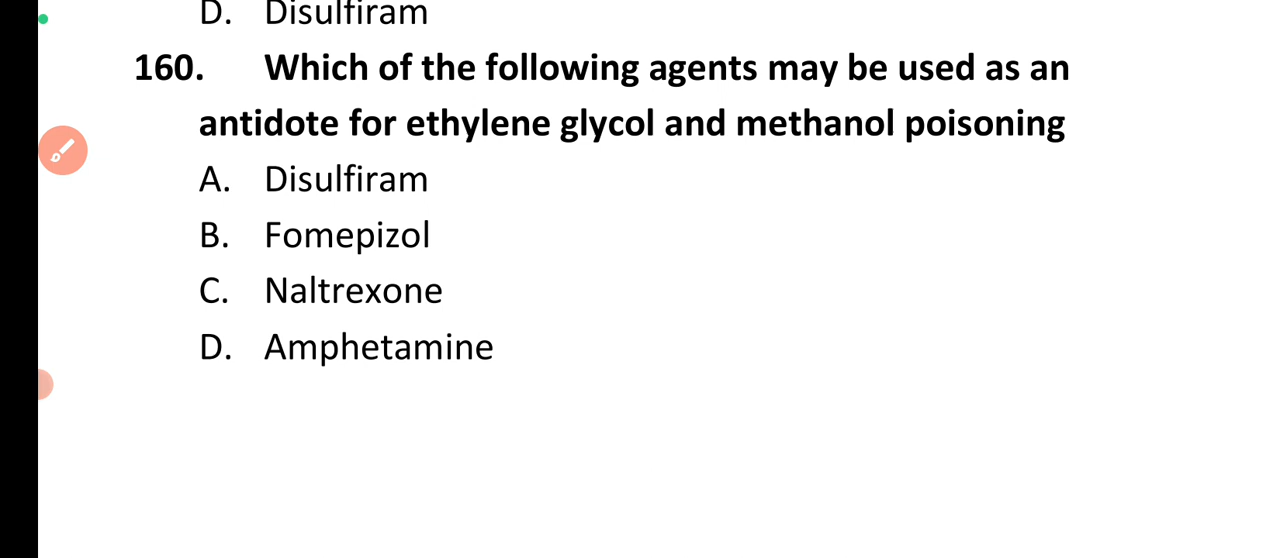 D. Disulfiram
160. Which of the following agents may be used as an
antidote for ethylene glycol and methanol poisoning
A. Disulfiram
B. Fomepizol
C. Naltrexone
D. Amphetamine